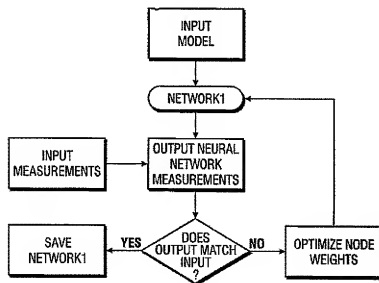 INPUT
MODEL
NETWORK1
INPUT
MEASUREMENTS
OUTPUT NEURAL
NETWORK
MEASUREMENTS
SAVE
NETWORK1
YES
DOES
OUTPUT MATCH
INPUT
?
NO
OPTIMIZE NODE
WEIGHTS